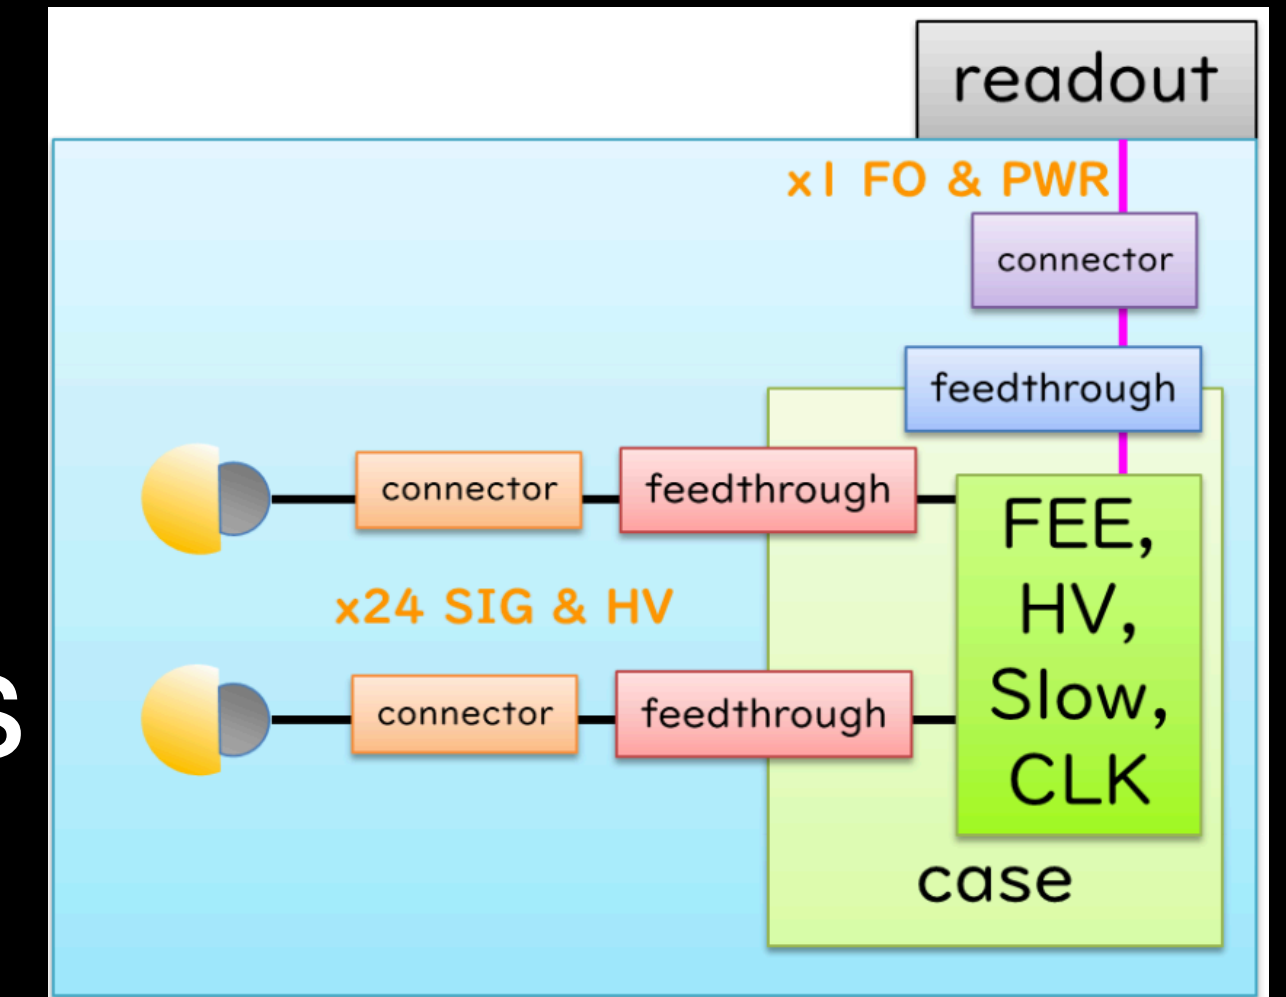 readout
x1 FO & PWR
connector
feedthrough
connector
feedthrough
FEE,
HV,
Slow,
CLK
x24 SIG & HV
connector
feedthrough
case
s